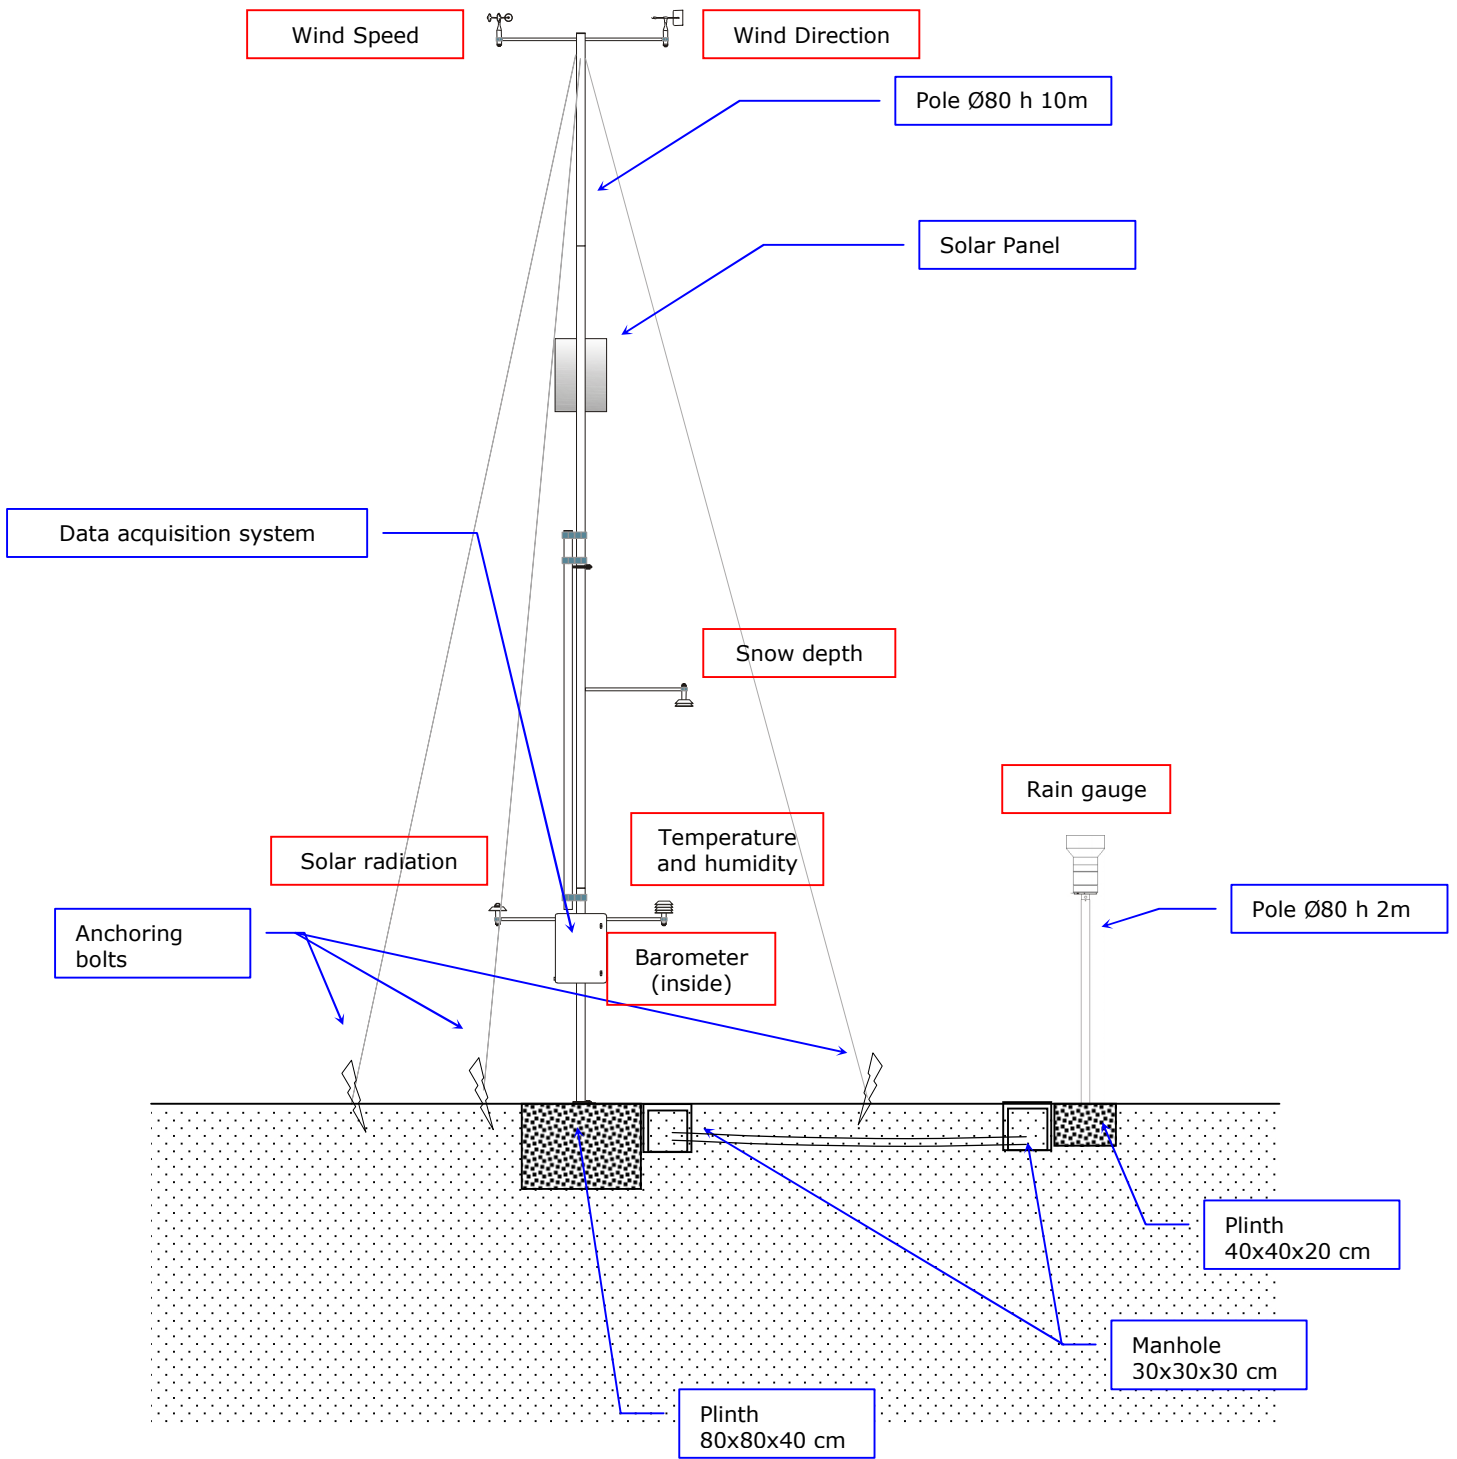 Wind Speed
Wind Direction
Pole Ø80 h 10m
Solar Panel
Data acquisition system
Snow depth
Rain gauge
Temperature
and humidity
Solar radiation
Pole Ø80 h 2m
Anchoring
bolts
Barometer
(inside)
Plinth
40x40x20 cm
Manhole
30x30x30 cm
Plinth
80x80x40 cm